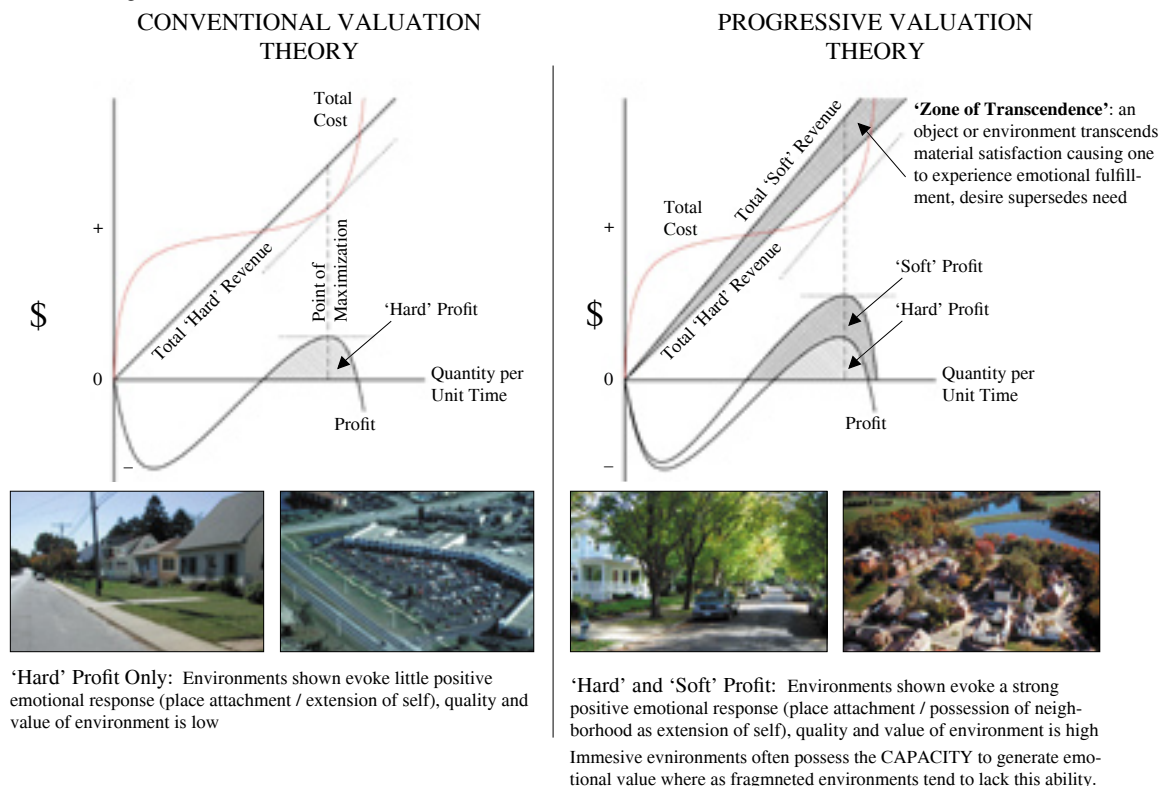 CONVENTIONAL VALUATION
THEORY
Total
Cost
+
Total ‘Hard’ Revenue
Point of
Maximization
$
‘Hard’ Profit
0
Quantity per
Unit Time
Profit
–
‘Hard’ Profit Only: Environments shown evoke little positive
emotional response (place attachment / extension of self), quality and
value of environment is low
PROGRESSIVE VALUATION
THEORY
‘Zone of Transcendence’: an
object or environment transcends
material satisfaction causing one
to experience emotional fulfill-
ment, desire supersedes need
Total ‘Soft’ Revenue
Total
Cost
+
Total ‘Hard’ Revenue
‘Soft’ Profit
‘Hard’ Profit
$
0
Quantity per
Unit Time
Profit
–
‘Hard’ and ‘Soft’ Profit: Environments shown evoke a strong
positive emotional response (place attachment / possession of neigh-
borhood as extension of self), quality and value of environment is high
Immesive evnironments often possess the CAPACITY to generate emo-
tional value where as fragmneted environments tend to lack this ability.